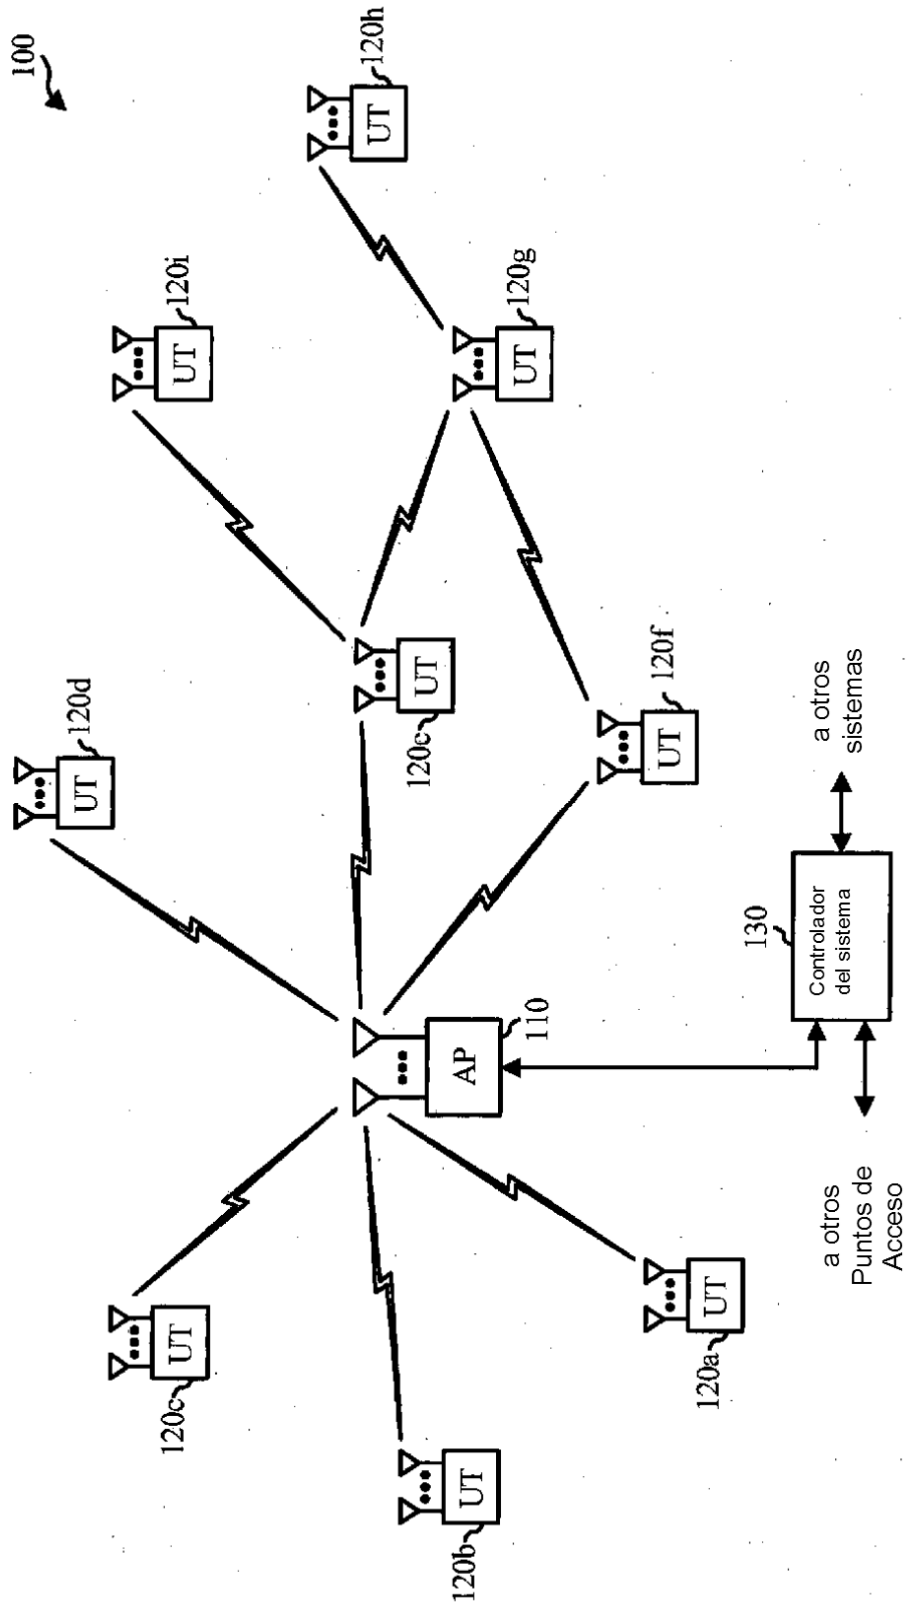 100
UT
120d
120c
UT
UT
120i
UT
120h
120c
UT
120b
UT
AP
110
UT
120g
UT
120f
120a
UT
130
Controlador
del sistema
a otros
Puntos de
Acceso
a otros
sistemas